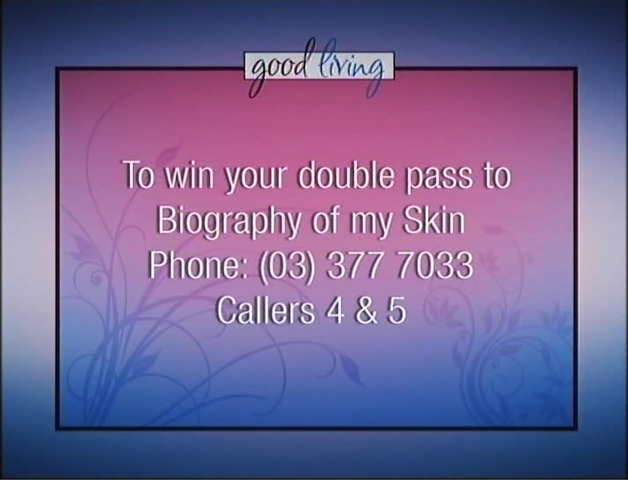 good living
To win your double pass to
Biography of my Skin
Phone: (03) 377 7033
Callers 4 & 5